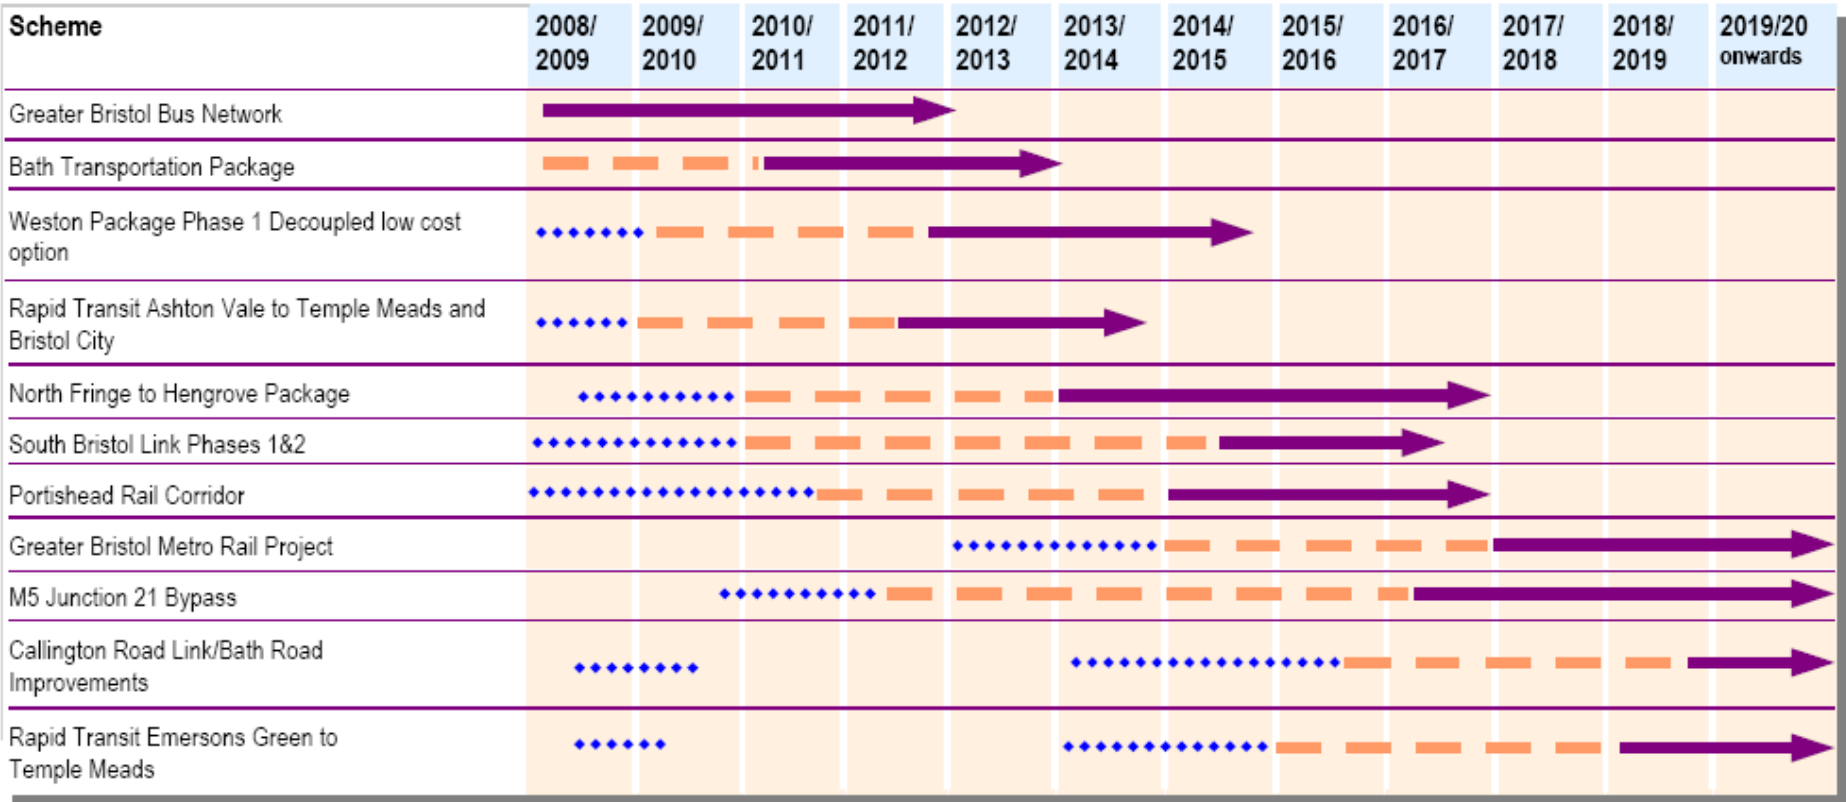 Scheme
2008/ 2009/ 2010/ 2011/ 2012/ 2013/ 2014/ 2015/ 2016/ 2017/ 2018/ 2019/20
2009 2010 2011 2012 2013 2014 2015 2016 2017 2018 2019 onwards
Greater Bristol Bus Network
Bath Transportation Package
Weston Package Phase 1 Decoupled low cost
option
Rapid Transit Ashton Vale to Temple Meads and
Bristol City
North Fringe to Hengrove Package
South Bristol Link Phases 1&2
Portishead Rail Corridor
Greater Bristol Metro Rail Project
M5 Junction 21 Bypass
Callington Road Link/Bath Road
Improvements
Rapid Transit Emersons Green to
Temple Meads